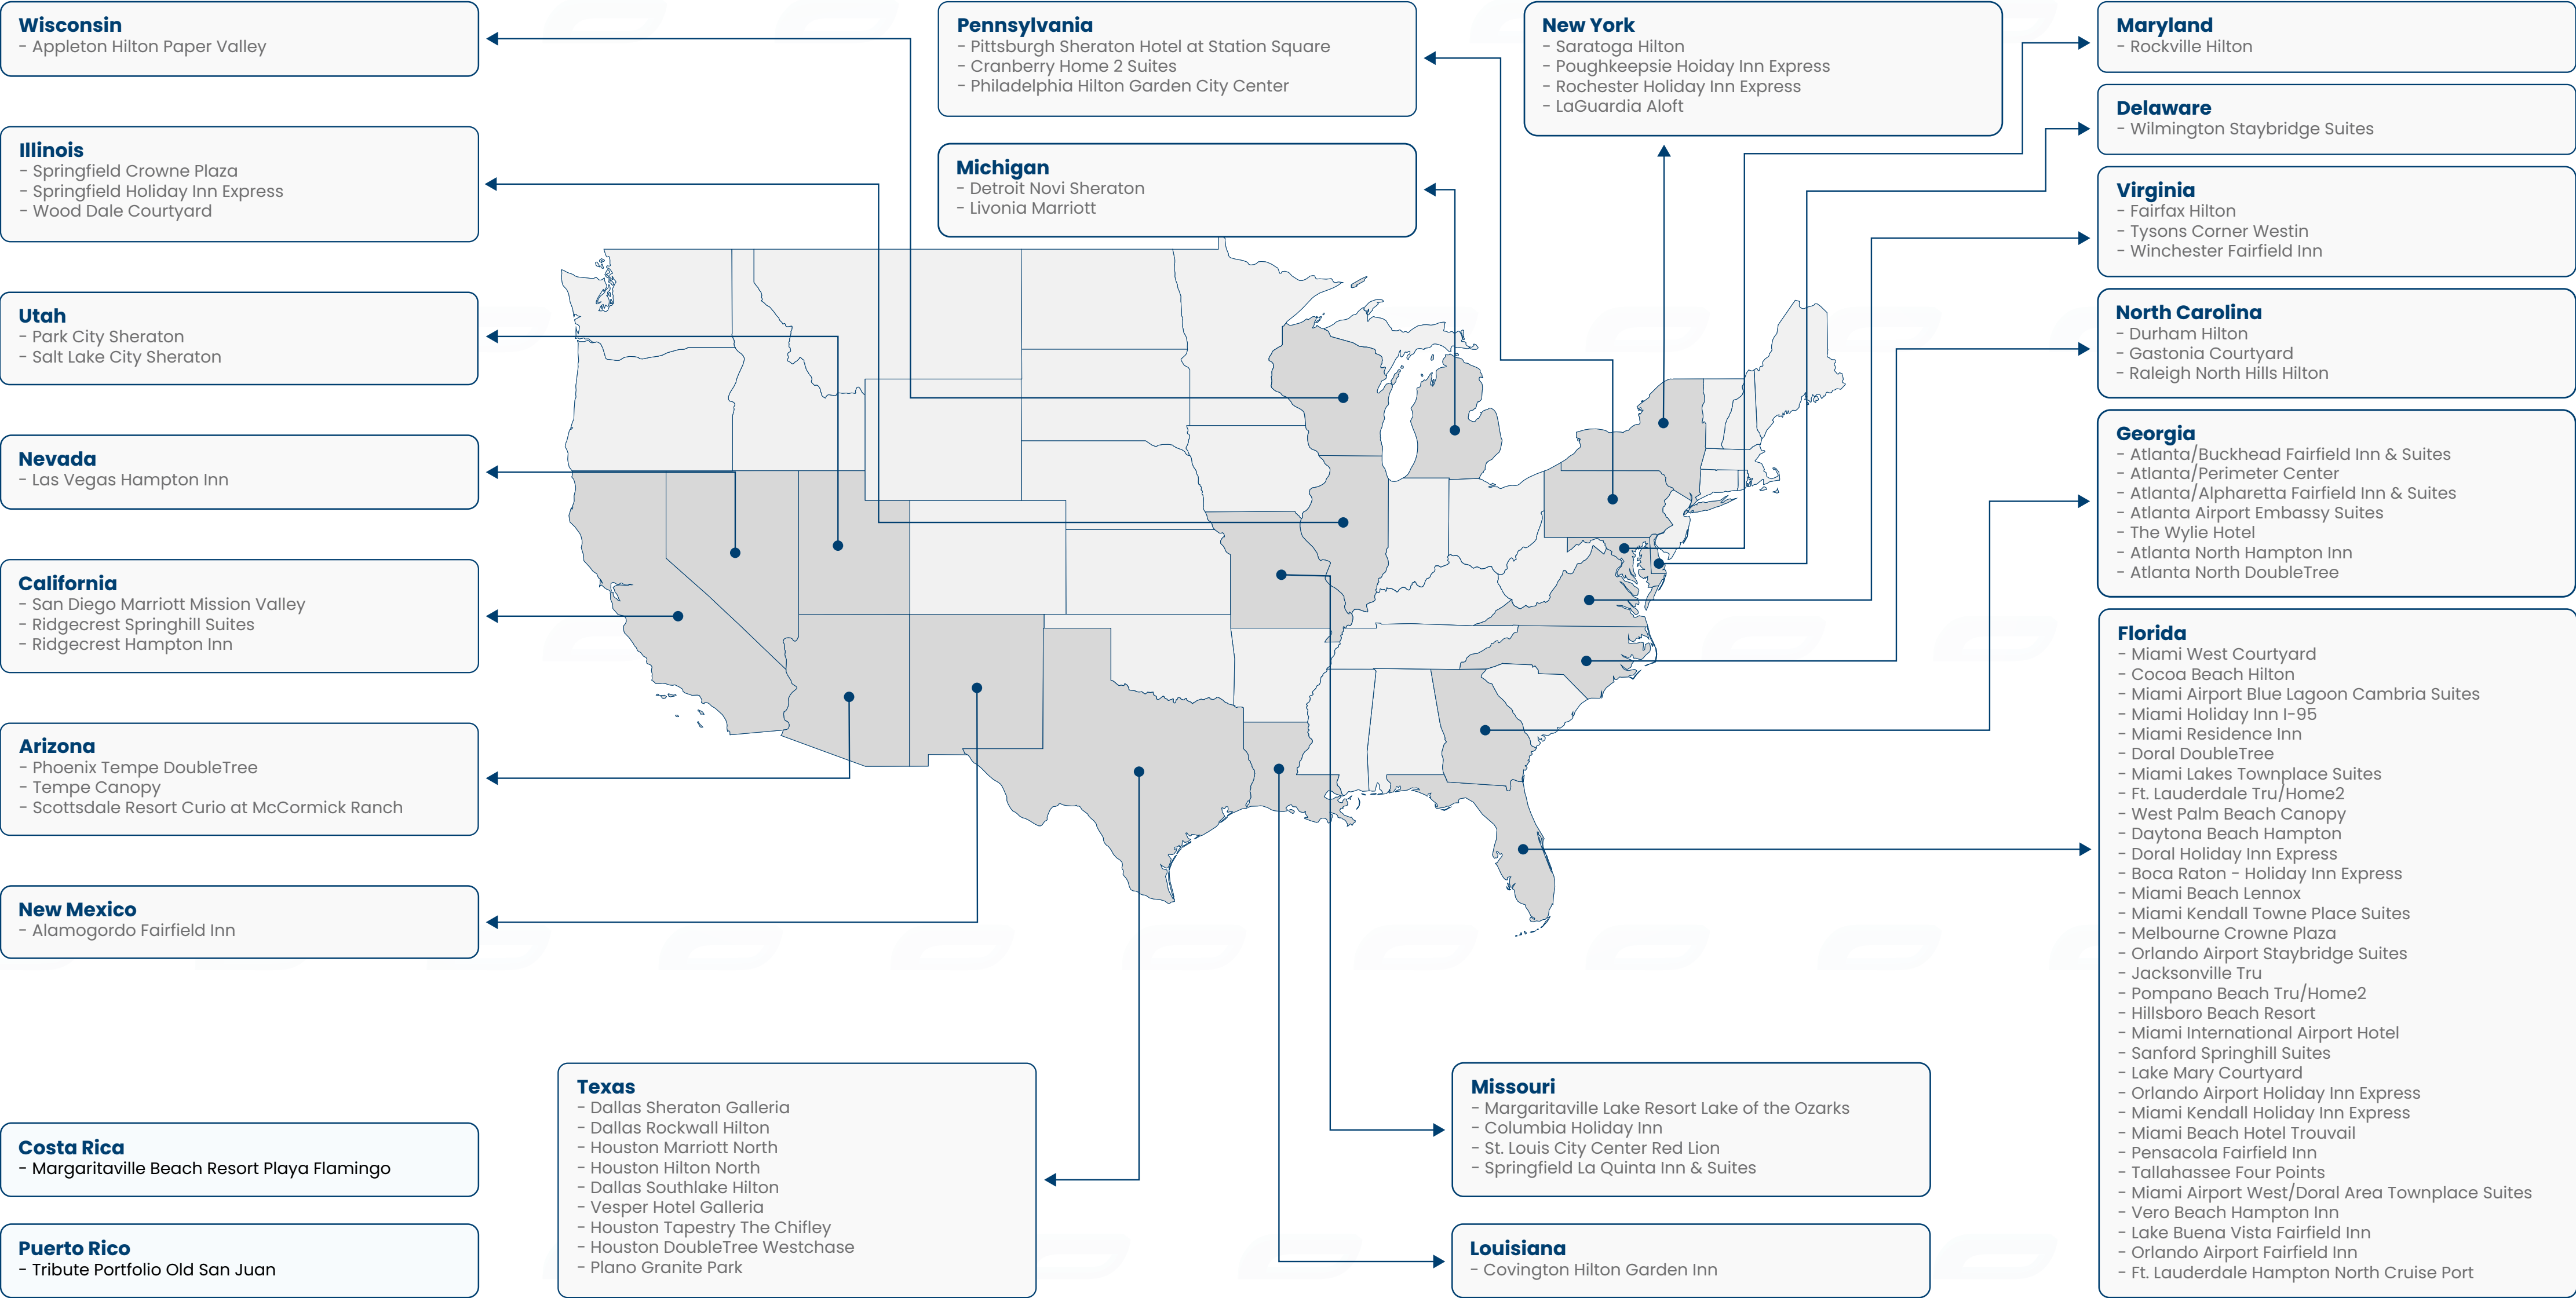 Wisconsin
- Appleton Hilton Paper Valley
Illinois
- Springfield Crowne Plaza
- Springfield Holiday Inn Express
- Wood Dale Courtyard
Utah
- Park City Sheraton
- Salt Lake City Sheraton
Nevada
- Las Vegas Hampton Inn
California
- San Diego Marriott Mission Valley
- Ridgecrest Springhill Suites
- Ridgecrest Hampton Inn
Arizona
- Phoenix Tempe DoubleTree
- Tempe Canopy
- Scottsdale Resort Curio at McCormick Ranch
New Mexico
- Alamogordo Fairfield Inn
Costa Rica
- Margaritaville Beach Resort Playa Flamingo
Puerto Rico
- Tribute Portfolio Old San Juan
Pennsylvania
- Pittsburgh Sheraton Hotel at Station Square
- Cranberry Home 2 Suites
- Philadelphia Hilton Garden City Center
Michigan
- Detroit Novi Sheraton
- Livonia Marriott
New York
- Saratoga Hilton
- Poughkeepsie Hoiday Inn Express
- Rochester Holiday Inn Express
- LaGuardia Aloft
Texas
- Dallas Sheraton Galleria
- Dallas Rockwall Hilton
- Houston Marriott North
- Houston Hilton North
- Dallas Southlake Hilton
- Vesper Hotel Galleria
- Houston Tapestry The Chifley
- Houston DoubleTree Westchase
- Plano Granite Park
Missouri
- Margaritaville Lake Resort Lake of the Ozarks
- Columbia Holiday Inn
- St. Louis City Center Red Lion
- Springfield La Quinta Inn & Suites
Louisiana
- Covington Hilton Garden Inn
Maryland
- Rockville Hilton
Delaware
- Wilmington Staybridge Suites
Virginia
- Fairfax Hilton
- Tysons Corner Westin
- Winchester Fairfield Inn
North Carolina
- Durham Hilton
- Gastonia Courtyard
- Raleigh North Hills Hilton
Georgia
- Atlanta/Buckhead Fairfield Inn & Suites
- Atlanta/Perimeter Center
- Atlanta/Alpharetta Fairfield Inn & Suites
- Atlanta Airport Embassy Suites
- The Wylie Hotel
- Atlanta North Hampton Inn
- Atlanta North DoubleTree
Florida
- Miami West Courtyard
- Cocoa Beach Hilton
- Miami Airport Blue Lagoon Cambria Suites
- Miami Holiday Inn I-95
- Miami Residence Inn
- Doral DoubleTree
- Miami Lakes Townplace Suites
- Ft. Lauderdale Tru/Home2
- West Palm Beach Canopy
- Daytona Beach Hampton
- Doral Holiday Inn Express
- Boca Raton - Holiday Inn Express
- Miami Beach Lennox
- Miami Kendall Towne Place Suites
- Melbourne Crowne Plaza
- Orlando Airport Staybridge Suites
- Jacksonville Tru
- Pompano Beach Tru/Home2
- Hillsboro Beach Resort
- Miami International Airport Hotel
- Sanford Springhill Suites
- Lake Mary Courtyard
- Orlando Airport Holiday Inn Express
- Miami Kendall Holiday Inn Express
- Miami Beach Hotel Trouvail
- Pensacola Fairfield Inn
- Tallahassee Four Points
- Miami Airport West/Doral Area Townplace Suites
- Vero Beach Hampton Inn
- Lake Buena Vista Fairfield Inn
- Orlando Airport Fairfield Inn
- Ft. Lauderdale Hampton North Cruise Port